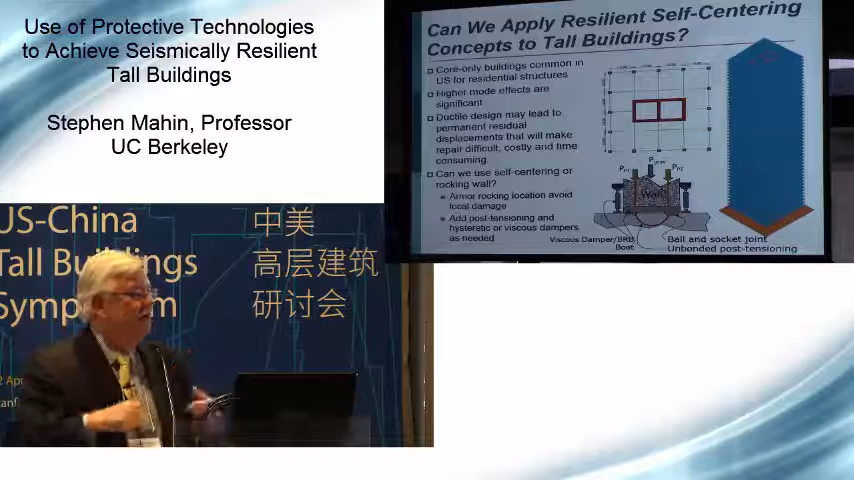 Use of Protective Technologies
to Achieve Seismically Resilient
Tall Buildings
Stephen Mahin, Professor
UC Berkeley
Can We Apply Resilient Self-Centering
Concepts to Tall Buildings?
Core-only buildings common in
US for residential structures
Higher mode effects are
significant
Ductile design may lead to
permanent residual
displacements that will make
repair difficult, costly and time
consuming.
Can we use self-centering or
rocking wall?
Armor rocking location avoid
local damage
Add post-tensioning and
hysteretic or viscous dampers
as needed
Wall
Viscous Damper/BRB
Boot
Ball and socket joint
Unbonded post-tensioning
US-China
Tall Buildings
Symposium
中美
高层建筑
研讨会